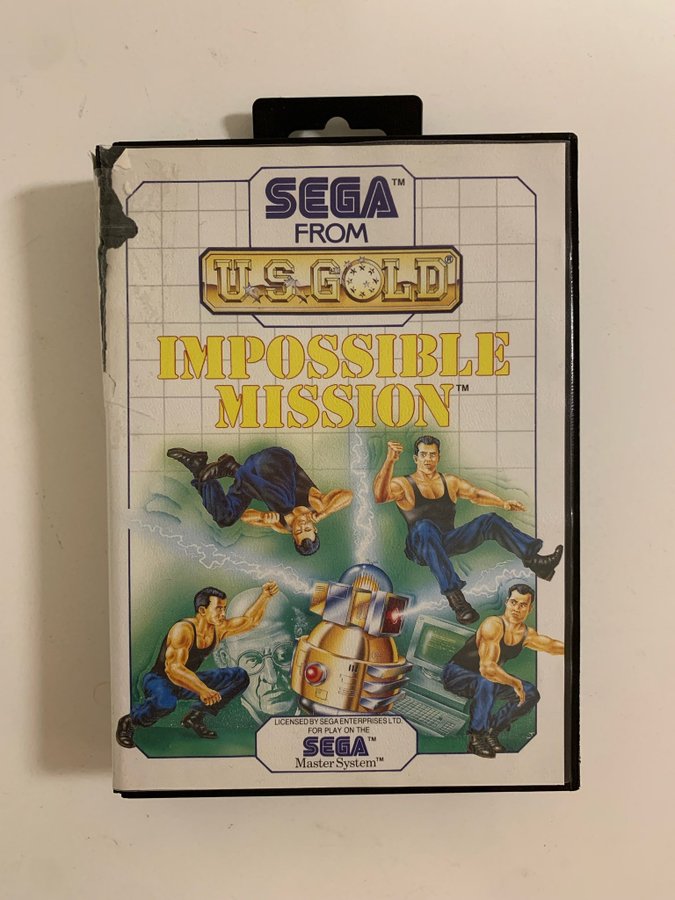 SEGA™
FROM
U.S. GOLD®
IMPOSSIBLE
MISSION™
LICENSED BY SEGA ENTERPRISES LTD.
FOR PLAY ON THE
SEGA™
Master System™